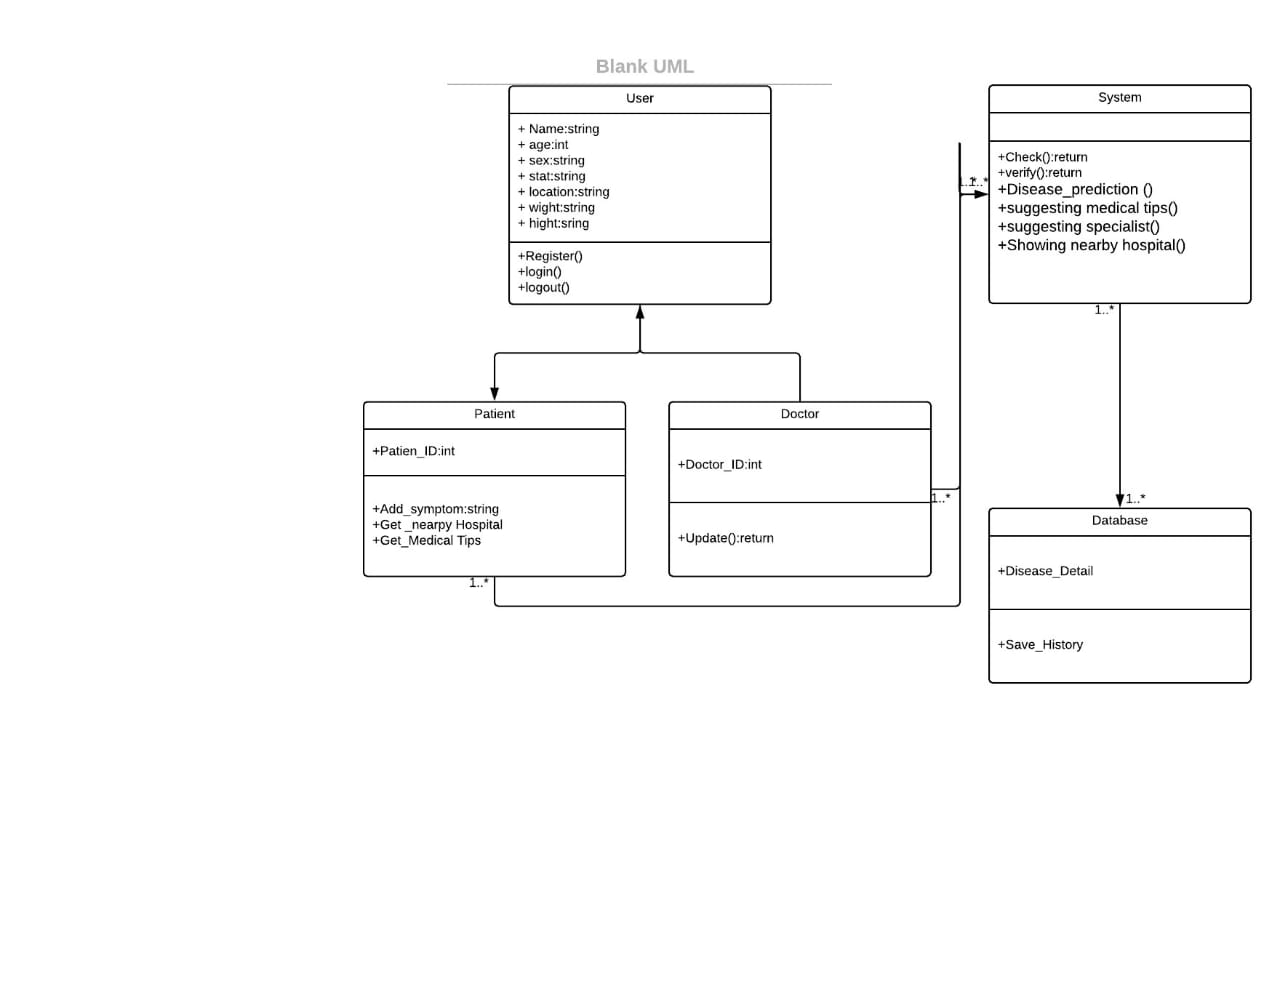 Blank UML
User
+ Name:string
+ age:int
+ sex:string
+ stat:string
+ location:string
+ wight:string
+ hight:sring
+Register()
+login()
+logout()
System
+Check():return
+verify():return
+Disease_prediction ()
+suggesting medical tips()
+suggesting specialist()
+Showing nearby hospital()
1..*
Patient
+Patien_ID:int
+Add_symptom:string
+Get _nearpy Hospital
+Get_Medical Tips
1..*
Doctor
+Doctor_ID:int
+Update():return
1..*
1..*
Database
+Disease_Detail
+Save_History